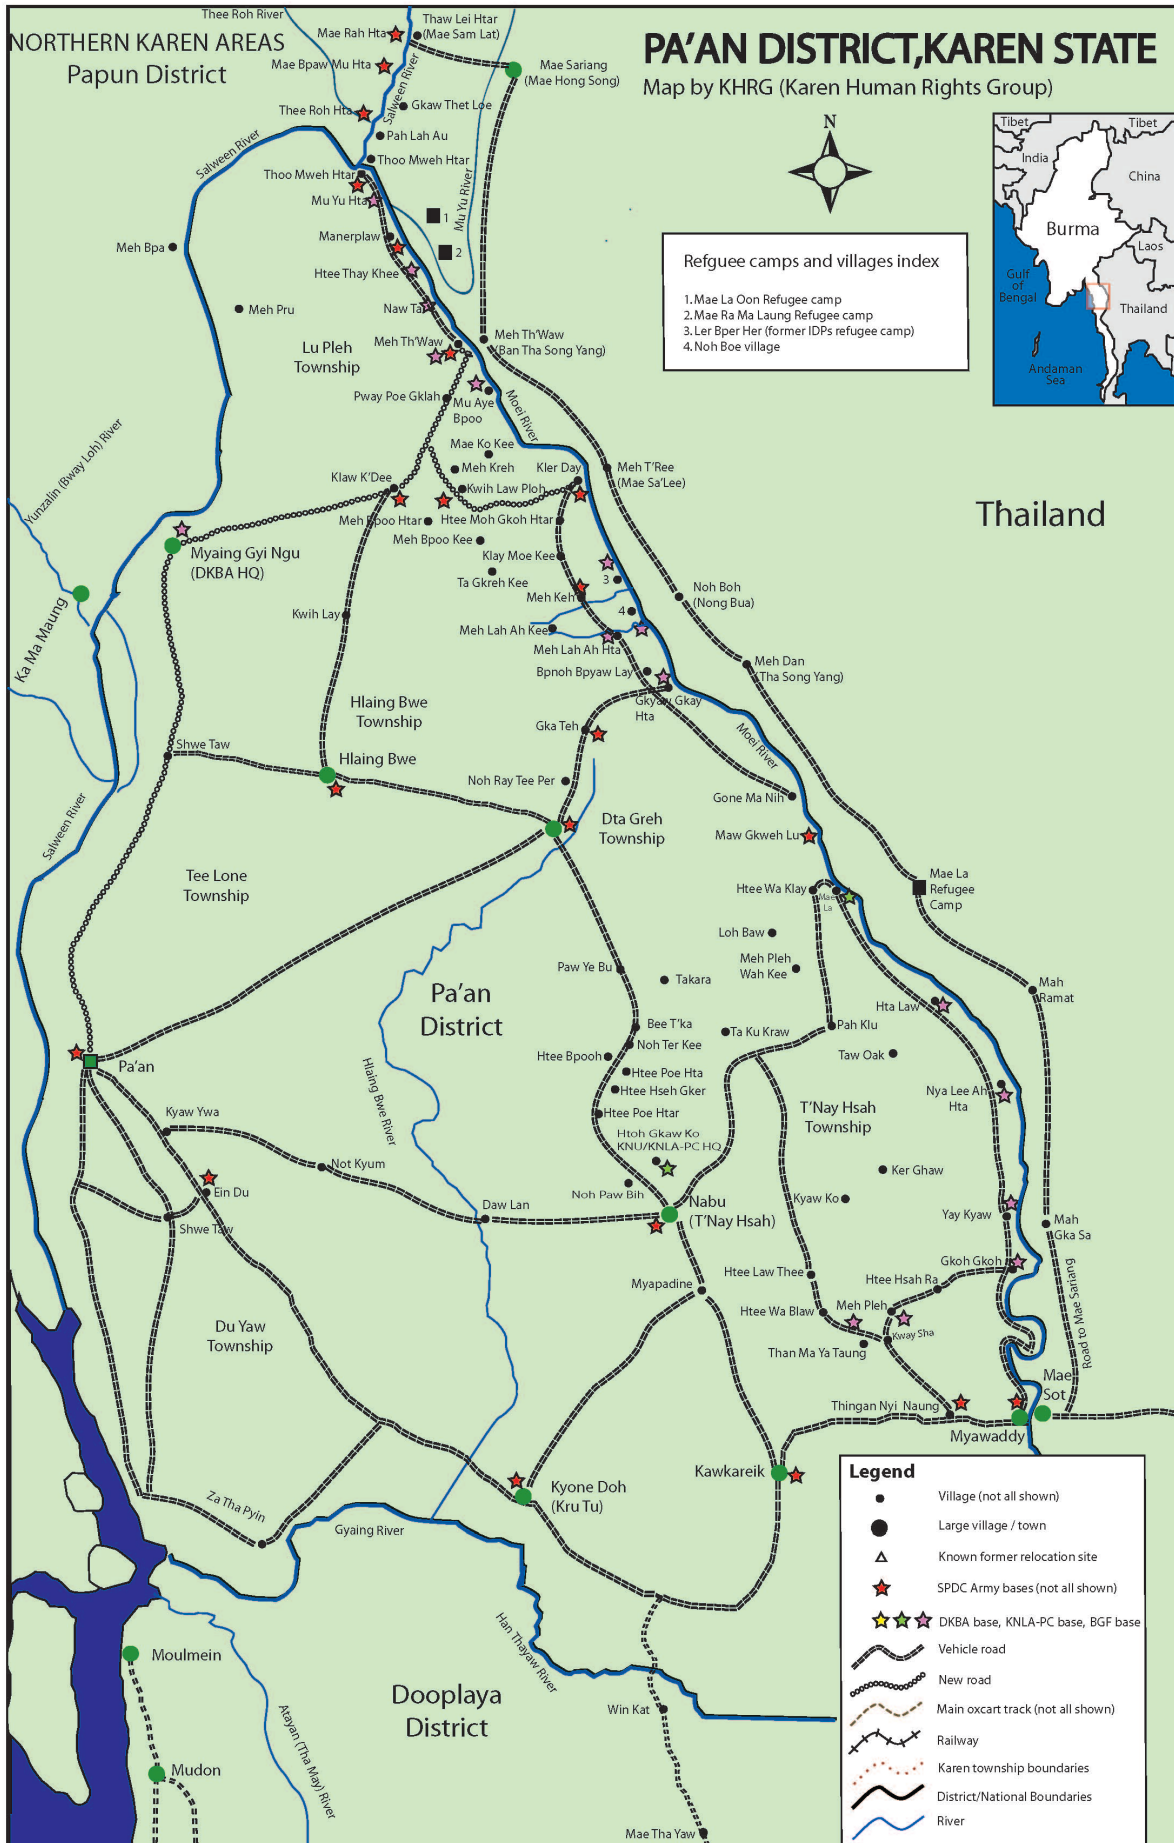 NORTHERN KAREN AREAS
Papun District
PA'AN DISTRICT,KAREN STATE
Map by KHRG (Karen Human Rights Group)
Thee Roh River
Mae Rah Hta
Thaw Lei Htar
(Mae Sam Lat)
Mae Bpaw Mu Hta
Salween River
Mae Sariang
(Mae Hong Song)
Thee Roh Hta
Gkaw Thet Loe
Pah Lah Au
Salween River
Thoo Mweh Htar
Thoo Mweh Htar
Mu Yu Hta
Mu Yu River
1
2
Manerplaw
Meh Bpa
Htee Thay Khee
Naw Ta
Meh Pru
Lu Pleh
Township
Meh Th'Waw
Meh Th'Waw
(Ban Tha Song Yang)
N
Tibet
Tibet
India
China
Burma
Laos
Gulf
of
Bengal
Thailand
Andaman
Sea
Refguee camps and villages index
1.Mae La Oon Refugee camp
2.Mae Ra Ma Laung Refugee camp
3.Ler Bper Her (former IDPs refugee camp)
4.Noh Boe village
Pway Poe Gklah
Mu Aye
Bpoo
Moei River
Mae Ko Kee
Meh Kreh
Kler Day
Meh T'Ree
(Mae Sa'Lee)
Klaw K'Dee
Kwih Law Ploh
Yunzalin (Bway Loh) River
Meh Bpoo Htar
Htee Moh Gkoh Htar
Meh Bpoo Kee
Thailand
Myaing Gyi Ngu
(DKBA HQ)
Klay Moe Kee
Ta Gkreh Kee
3
Meh Keh
Noh Boh
(Nong Bua)
Ka Ma Maung
Kwih Lay
4
Meh Lah Ah Kee
Meh Lah Ah Hta
Bpnoh Bpyaw Lay
Meh Dan
(Tha Song Yang)
Hlaing Bwe
Township
Gkyaw Gkay
Hta
Gka Teh
Moei River
Shwe Taw
Hlaing Bwe
Noh Ray Tee Per
Gone Ma Nih
Salween River
Dta Greh
Township
Maw Gkweh Lu
Tee Lone
Township
Htee Wa Klay
Mae
La
Mae La
Refugee
Camp
Loh Baw
Meh Pleh
Wah Kee
Paw Ye Bu
Takara
Pa'an
District
Mah
Ramat
Hta Law
Bee T'ka
Ta Ku Kraw
Pah Klu
Noh Ter Kee
Htee Bpooh
Taw Oak
Pa'an
Htee Poe Hta
Htee Hseh Gker
Nya Lee Ah
Hta
Hlaing Bwe River
Kyaw Ywa
Htee Poe Htar
T'Nay Hsah
Township
Htoh Gkaw Ko
KNU/KNLA-PC HQ
Not Kyum
Ker Ghaw
Ein Du
Noh Paw Bih
Kyaw Ko
Daw Lan
Nabu
(T'Nay Hsah)
Yay Kyaw
Mah
Gka Sa
Shwe Taw
Gkoh Gkoh
Htee Law Thee
Htee Hsah Ra
Myapadine
Meh Pleh
Htee Wa Blaw
Kway Sha
Road to Mae Sariang
Du Yaw
Township
Than Ma Ya Taung
Mae
Sot
Thingan Nyi Naung
Myawaddy
Kawkareik
Kyone Doh
(Kru Tu)
Za Tha Pyin
Gyaing River
Han Thayaw River
Moulmein
Dooplaya
District
Win Kat
Atayan (Tha May) River
Mudon
Mae Tha Yaw
Legend
Village (not all shown)
Large village / town
Known former relocation site
SPDC Army bases (not all shown)
DKBA base, KNLA-PC base, BGF base
Vehicle road
New road
Main oxcart track (not all shown)
Railway
Karen township boundaries
District/National Boundaries
River